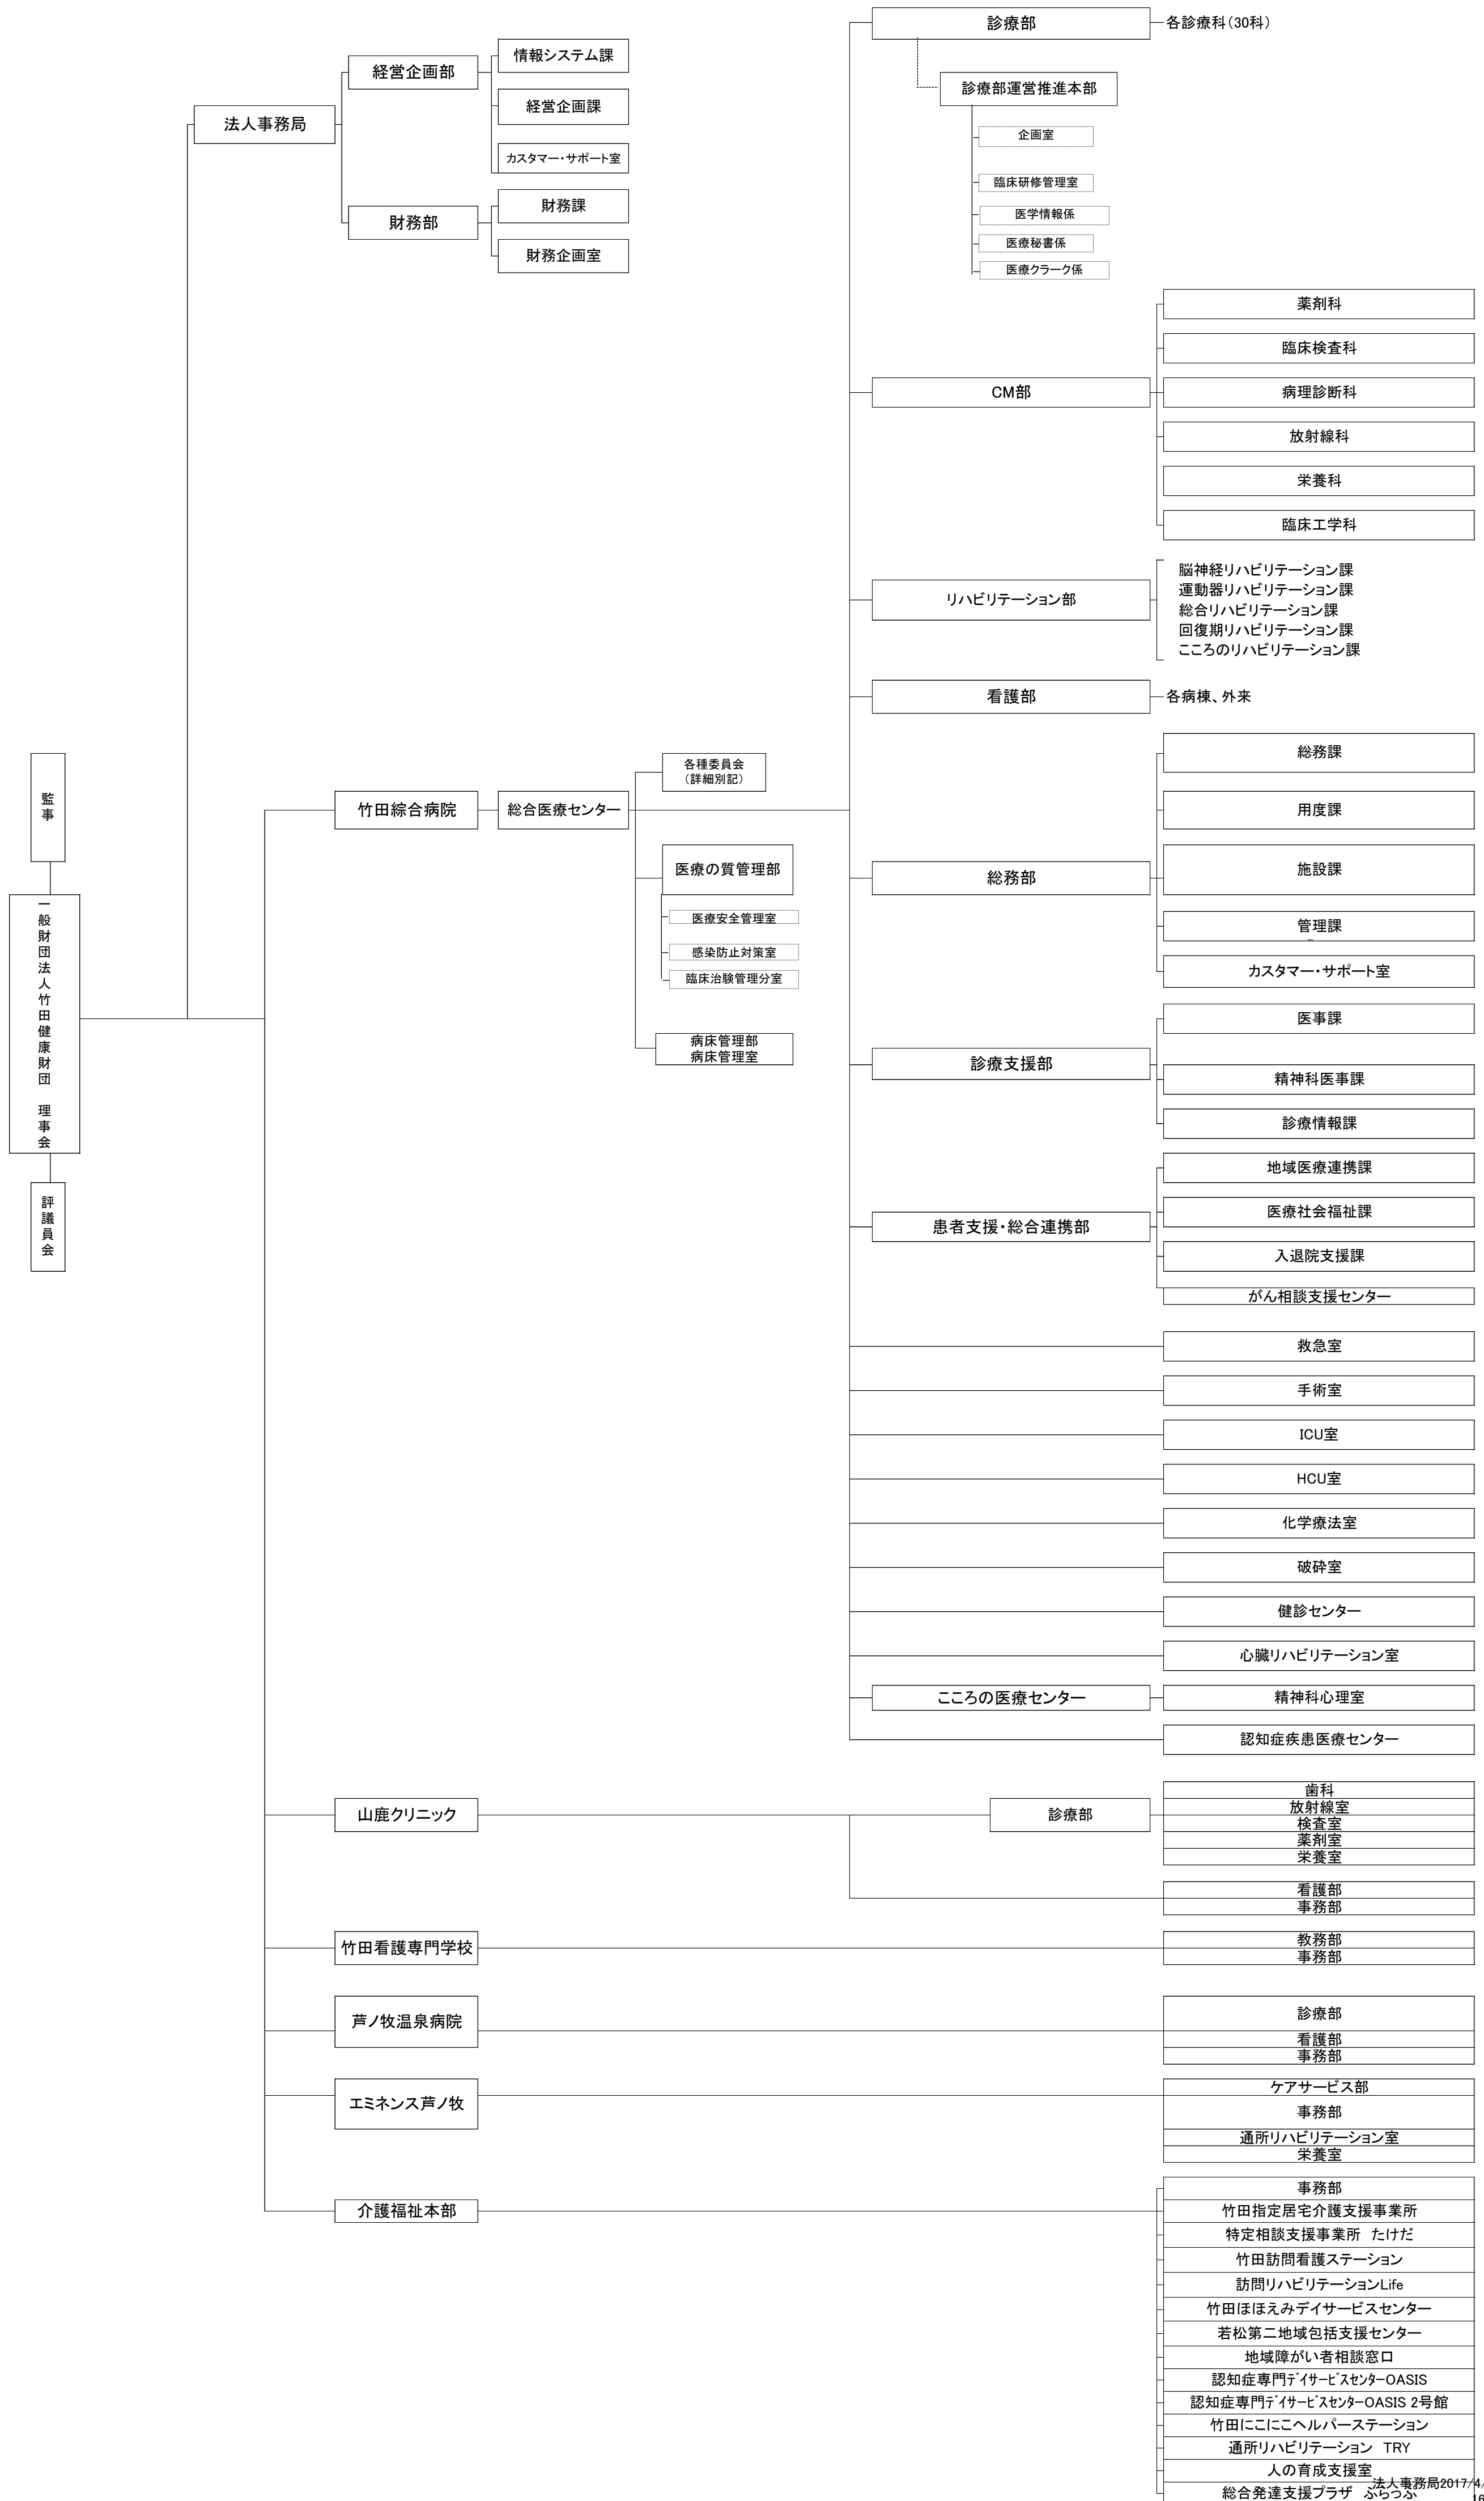 監事
一般財団法人竹田健康財団　理事会
評議員会
法人事務局
経営企画部
情報システム課
経営企画課
カスタマー・サポート室
財務部
財務課
財務企画室
竹田綜合病院
総合医療センター
各種委員会
（詳細別記）
医療の質管理部
医療安全管理室
感染防止対策室
臨床治験管理分室
病床管理部
病床管理室
診療部
各診療科（30科）
診療部運営推進本部
企画室
臨床研修管理室
医学情報係
医療秘書係
医療クラーク係
CM部
薬剤科
臨床検査科
病理診断科
放射線科
栄養科
臨床工学科
リハビリテーション部
脳神経リハビリテーション課
運動器リハビリテーション課
総合リハビリテーション課
回復期リハビリテーション課
こころのリハビリテーション課
看護部
各病棟、外来
総務部
総務課
用度課
施設課
管理課
カスタマー・サポート室
診療支援部
医事課
精神科医事課
診療情報課
患者支援・総合連携部
地域医療連携課
医療社会福祉課
入退院支援課
がん相談支援センター
救急室
手術室
ICU室
HCU室
化学療法室
破砕室
健診センター
心臓リハビリテーション室
こころの医療センター
精神科心理室
認知症疾患医療センター
山鹿クリニック
診療部
歯科
放射線室
検査室
薬剤室
栄養室
看護部
事務部
竹田看護専門学校
教務部
事務部
芦ノ牧温泉病院
診療部
看護部
事務部
エミネンス芦ノ牧
ケアサービス部
事務部
通所リハビリテーション室
栄養室
介護福祉本部
事務部
竹田指定居宅介護支援事業所
特定相談支援事業所　たけだ
竹田訪問看護ステーション
訪問リハビリテーションLife
竹田ほほえみデイサービスセンター
若松第二地域包括支援センター
地域障がい者相談窓口
認知症専門ﾃﾞｲｻｰﾋﾞｽｾﾝﾀｰOASIS
認知症専門ﾃﾞｲｻｰﾋﾞｽｾﾝﾀｰOASIS 2号館
竹田にこにこヘルパーステーション
通所リハビリテーション　TRY
人の育成支援室
総合発達支援プラザ　ふらっぷ
法人事務局2017/4/
16